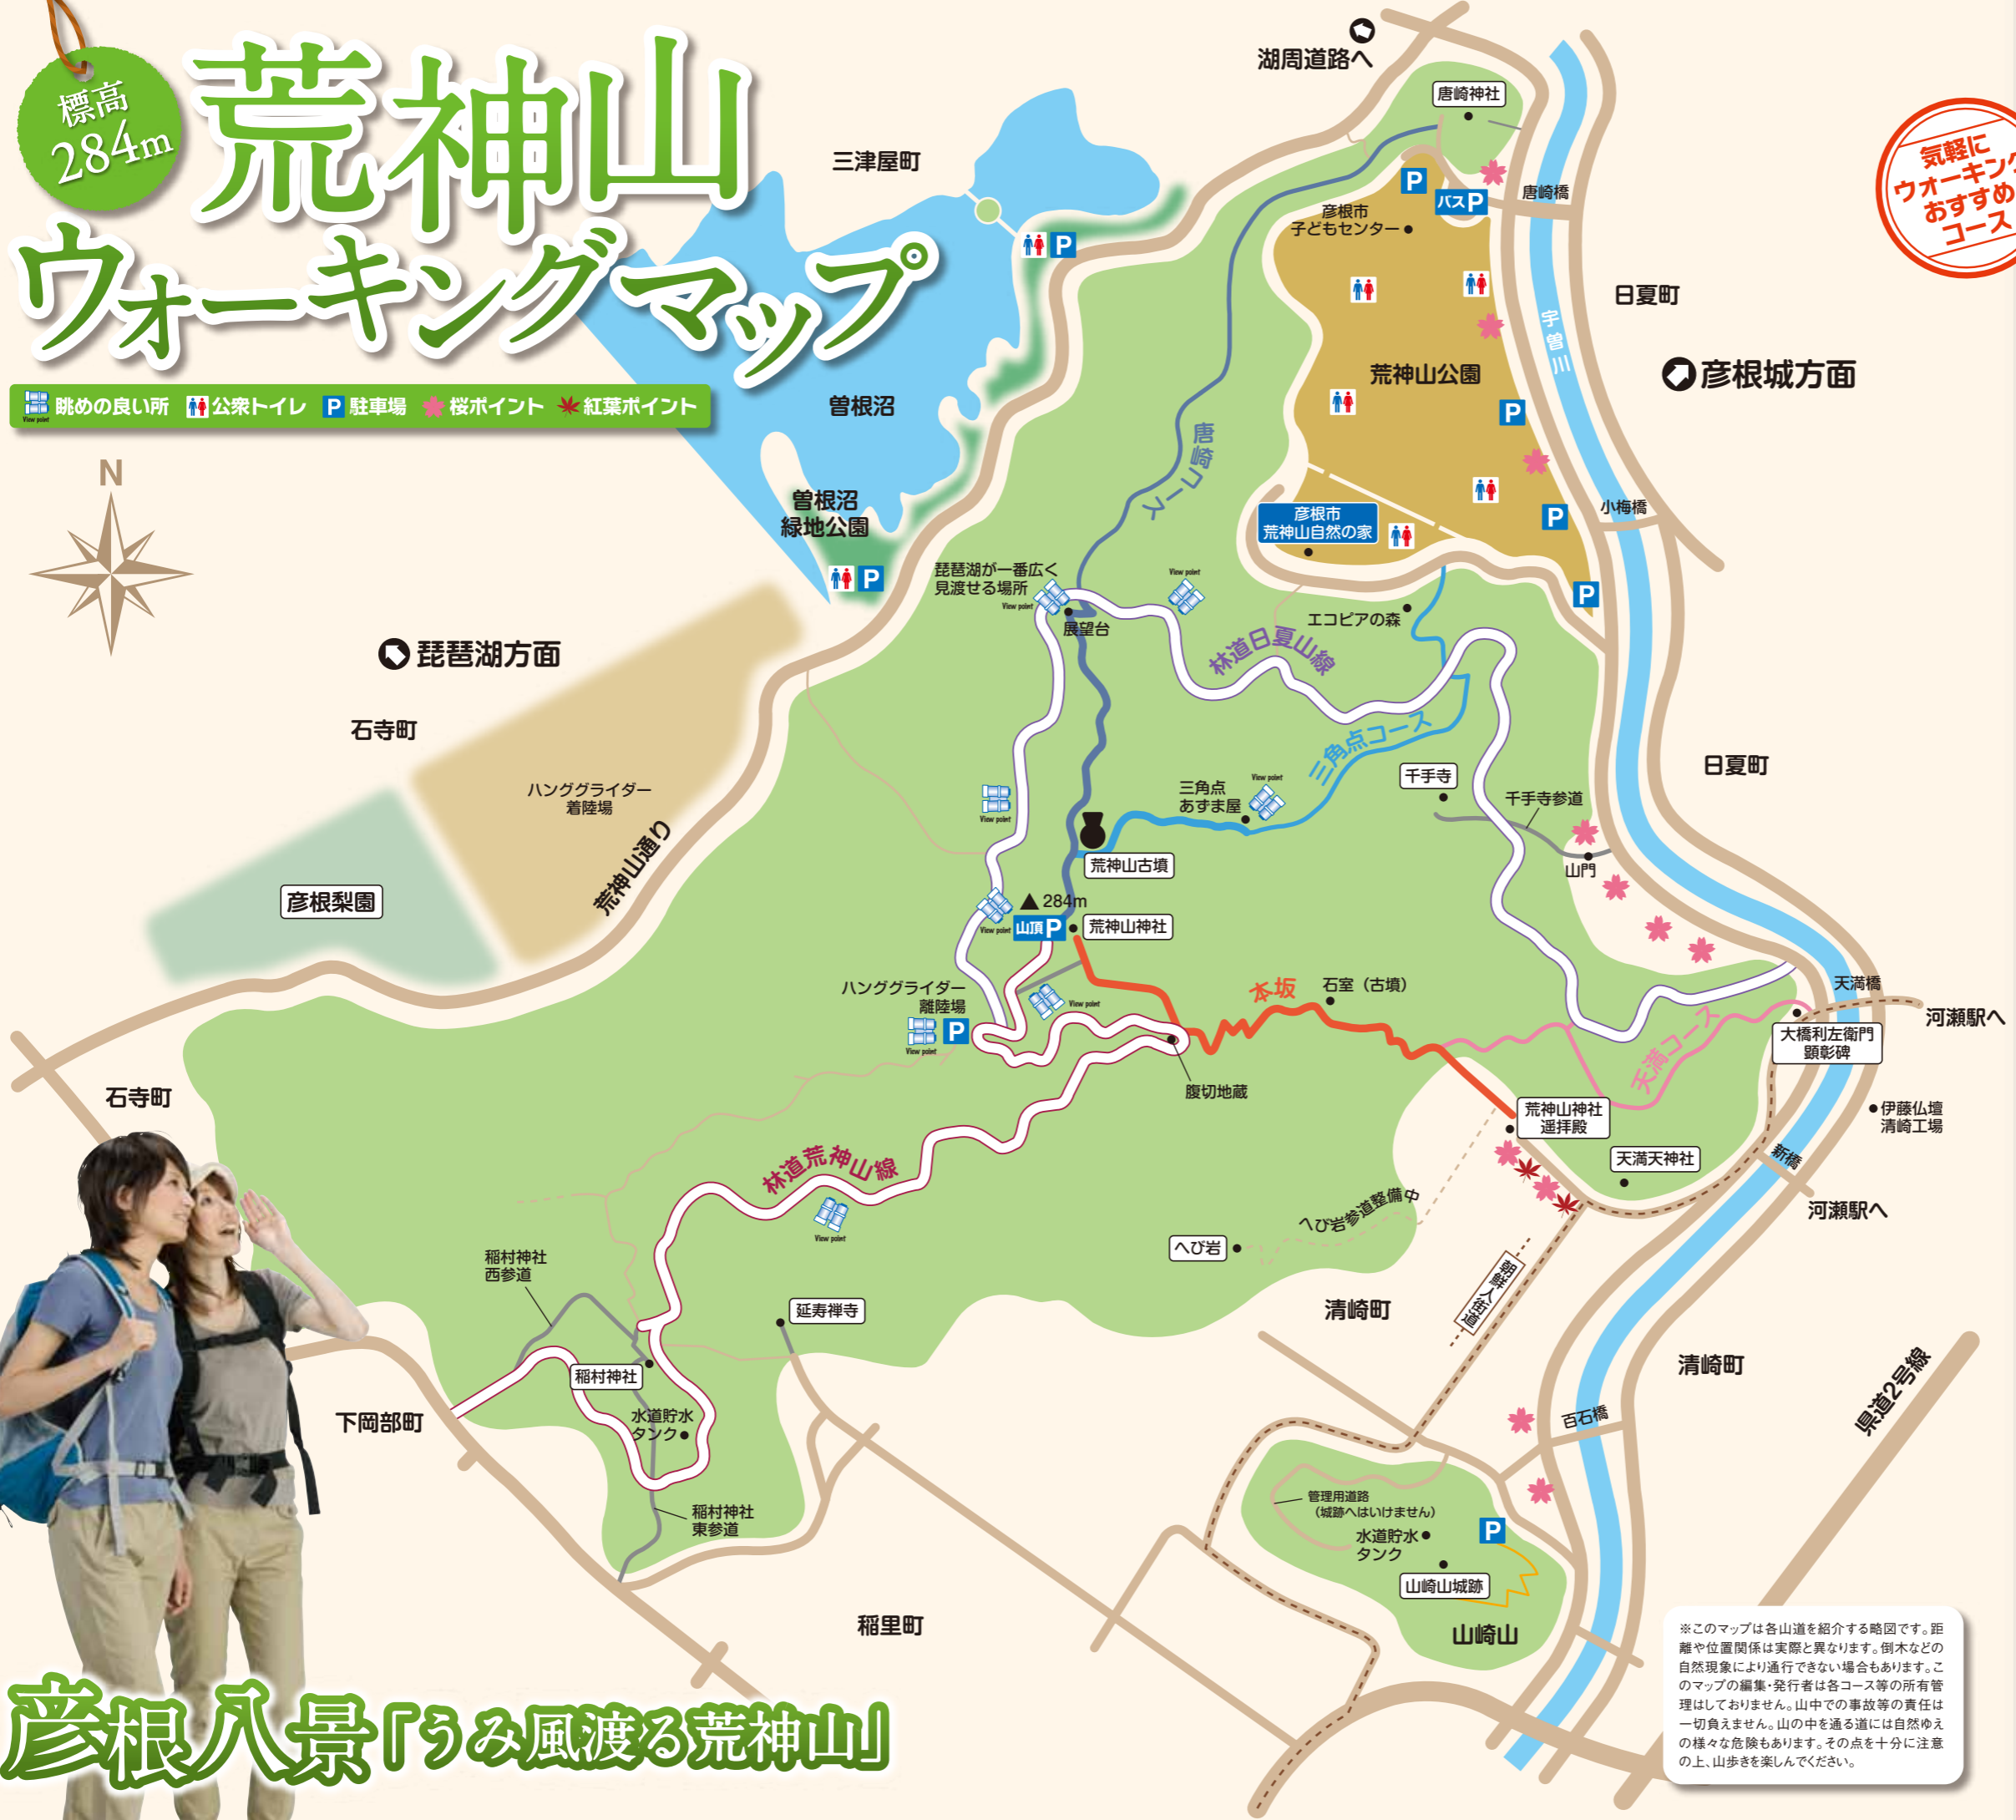 標高
284m
荒神山
ウォーキングマップ
View point
眺めの良い所
公衆トイレ
P
駐車場
桜ポイント
紅葉ポイント
N
湖周道路へ
唐崎神社
P
バスP
唐崎橋
彦根市
子どもセンター
気軽に
おすすめ
コース
三津屋町
P
日夏町
宇曽川
彦根城方面
荒神山公園
曽根沼
P
唐崎コース
曽根沼
緑地公園
P
小梅橋
彦根市
荒神山自然の家
P
P
琵琶湖が一番広く
見渡せる場所
View point
View point
展望台
エコピアの森
林道日夏山線
琵琶湖方面
石寺町
日夏町
三角点コース
ハンググライダー
着陸場
View point
三角点
あずま屋
View point
千手寺
千手寺参道
山門
荒神山通り
荒神山古墳
彦根梨園
284m
View point
山頂P
荒神山神社
ハンググライダー
離陸場
View point
P
View point
本坂
石室（古墳）
天満橋
河瀬駅へ
大橋利左衛門
顕彰碑
天満コース
腹切地蔵
石寺町
荒神山神社
遥拝殿
伊藤仏壇
清崎工場
天満天神社
新橋
河瀬駅へ
林道荒神山線
View point
へび岩参道整備中
へび岩
稲村神社
西参道
延寿禅寺
清崎町
朝鮮人街道
清崎町
県道2号線
稲村神社
下岡部町
水道貯水
タンク
百石橋
稲村神社
東参道
管理用道路
（城跡へはいけません）
水道貯水
タンク
P
山崎山城跡
山崎山
稲里町
※このマップは各山道を紹介する略図です。距
離や位置関係は実際と異なります。倒木などの
自然現象により通行できない場合もあります。こ
のマップの編集・発行者は各コース等の所有管
理はしておりません。山中での事故等の責任は
一切負えません。山の中を通る道には自然ゆえ
の様々な危険もあります。その点を十分に注意
の上、山歩きを楽しんでください。
彦根八景「うみ風渡る荒神山」